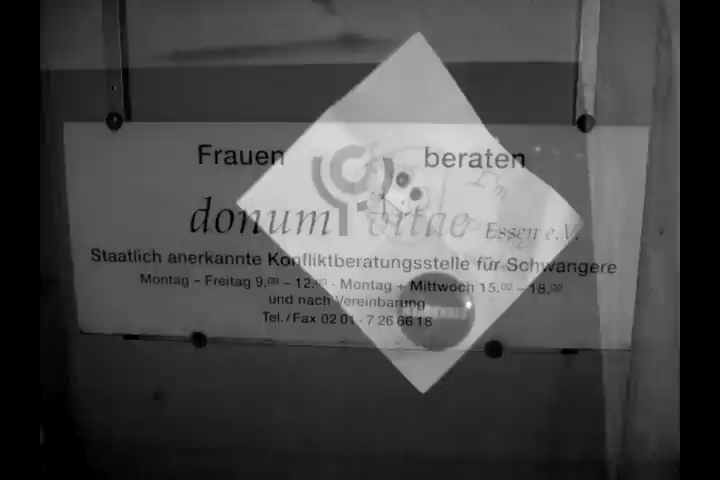 Frauen beraten
donum vitae Essen e.V.
Staatlich anerkannte Konfliktberatungsstelle für Schwangere
Montag – Freitag 9.00 – 12.00 · Montag + Mittwoch 15.00 – 18.00
und nach Vereinbarung
Tel./Fax 02 01 - 7 26 66 18